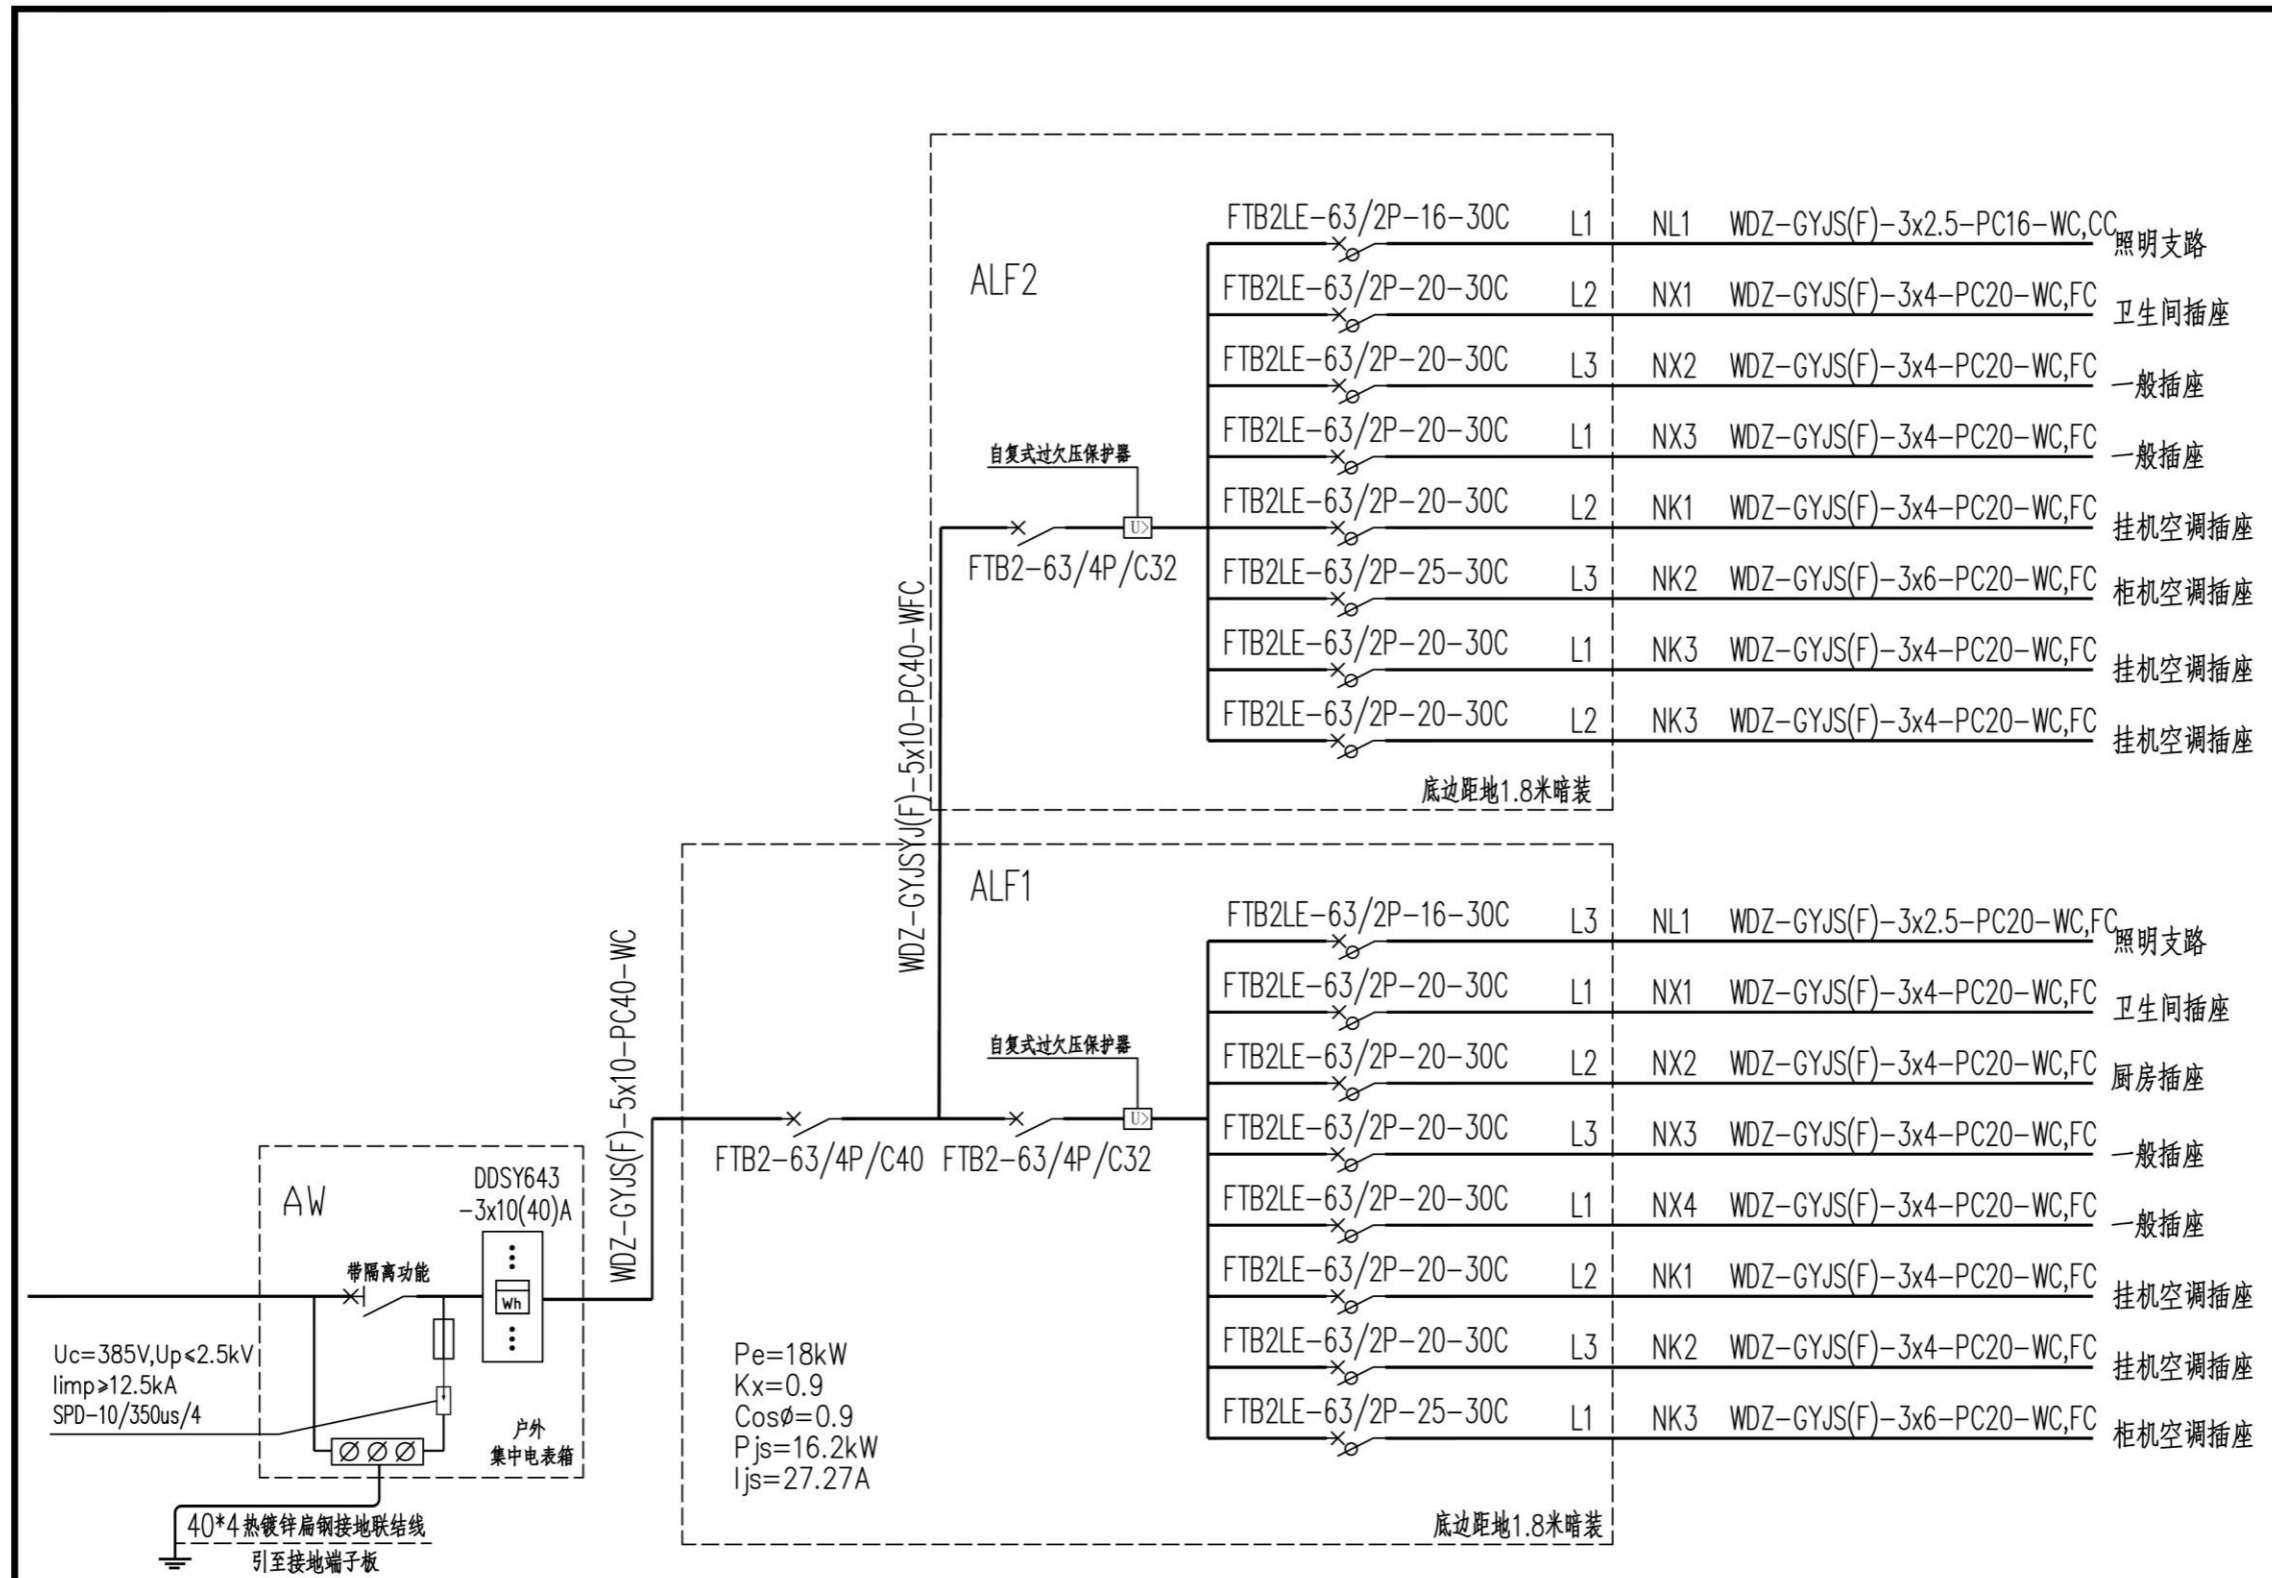 FTB2LE-63/2P-16-30C L1 NL1 WDZ-GYJS(F)-3x2.5-PC16-WC,CC 照明支路
ALF2
FTB2LE-63/2P-20-30C L2 NX1 WDZ-GYJS(F)-3x4-PC20-WC,FC 卫生间插座
FTB2LE-63/2P-20-30C L3 NX2 WDZ-GYJS(F)-3x4-PC20-WC,FC 一般插座
FTB2LE-63/2P-20-30C L1 NX3 WDZ-GYJS(F)-3x4-PC20-WC,FC 一般插座
自复式过欠压保护器
FTB2LE-63/2P-20-30C L2 NK1 WDZ-GYJS(F)-3x4-PC20-WC,FC 挂机空调插座
U>
FTB2-63/4P/C32
FTB2LE-63/2P-25-30C L3 NK2 WDZ-GYJS(F)-3x6-PC20-WC,FC 柜机空调插座
FTB2LE-63/2P-20-30C L1 NK3 WDZ-GYJS(F)-3x4-PC20-WC,FC 挂机空调插座
FTB2LE-63/2P-20-30C L2 NK3 WDZ-GYJS(F)-3x4-PC20-WC,FC 挂机空调插座
底边距地1.8米暗装
WDZ-GYJSYJ(F)-5x10-PC40-WFC
ALF1
FTB2LE-63/2P-16-30C L3 NL1 WDZ-GYJS(F)-3x2.5-PC20-WC,FC 照明支路
FTB2LE-63/2P-20-30C L1 NX1 WDZ-GYJS(F)-3x4-PC20-WC,FC 卫生间插座
自复式过欠压保护器
FTB2LE-63/2P-20-30C L2 NX2 WDZ-GYJS(F)-3x4-PC20-WC,FC 厨房插座
U>
FTB2-63/4P/C40 FTB2-63/4P/C32
FTB2LE-63/2P-20-30C L3 NX3 WDZ-GYJS(F)-3x4-PC20-WC,FC 一般插座
FTB2LE-63/2P-20-30C L1 NX4 WDZ-GYJS(F)-3x4-PC20-WC,FC 一般插座
FTB2LE-63/2P-20-30C L2 NK1 WDZ-GYJS(F)-3x4-PC20-WC,FC 挂机空调插座
FTB2LE-63/2P-20-30C L3 NK2 WDZ-GYJS(F)-3x4-PC20-WC,FC 挂机空调插座
FTB2LE-63/2P-25-30C L1 NK3 WDZ-GYJS(F)-3x6-PC20-WC,FC 柜机空调插座
Pe=18kW
Kx=0.9
Cosø=0.9
Pjs=16.2kW
Ijs=27.27A
底边距地1.8米暗装
WDZ-GYJS(F)-5x10-PC40-WC
AW
DDSY643
-3x10(40)A
带隔离功能
Wh
Uc=385V,Up≤2.5kV
Iimp≥12.5kA
SPD-10/350us/4
户外
集中电表箱
40*4热镀锌扁钢接地联结线
引至接地端子板